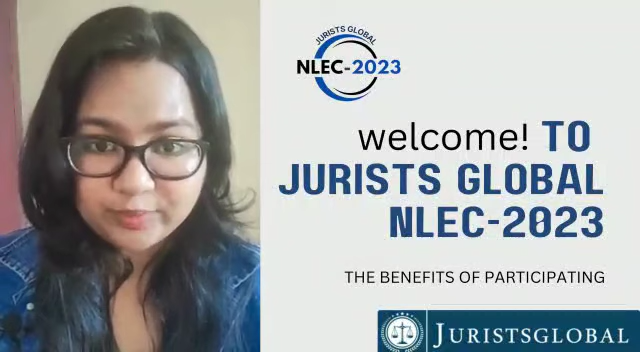 JURISTS GLOBAL
NLEC-2023
welcome! TO
JURISTS GLOBAL
NLEC-2023
THE BENEFITS OF PARTICIPATING
JURISTSGLOBAL